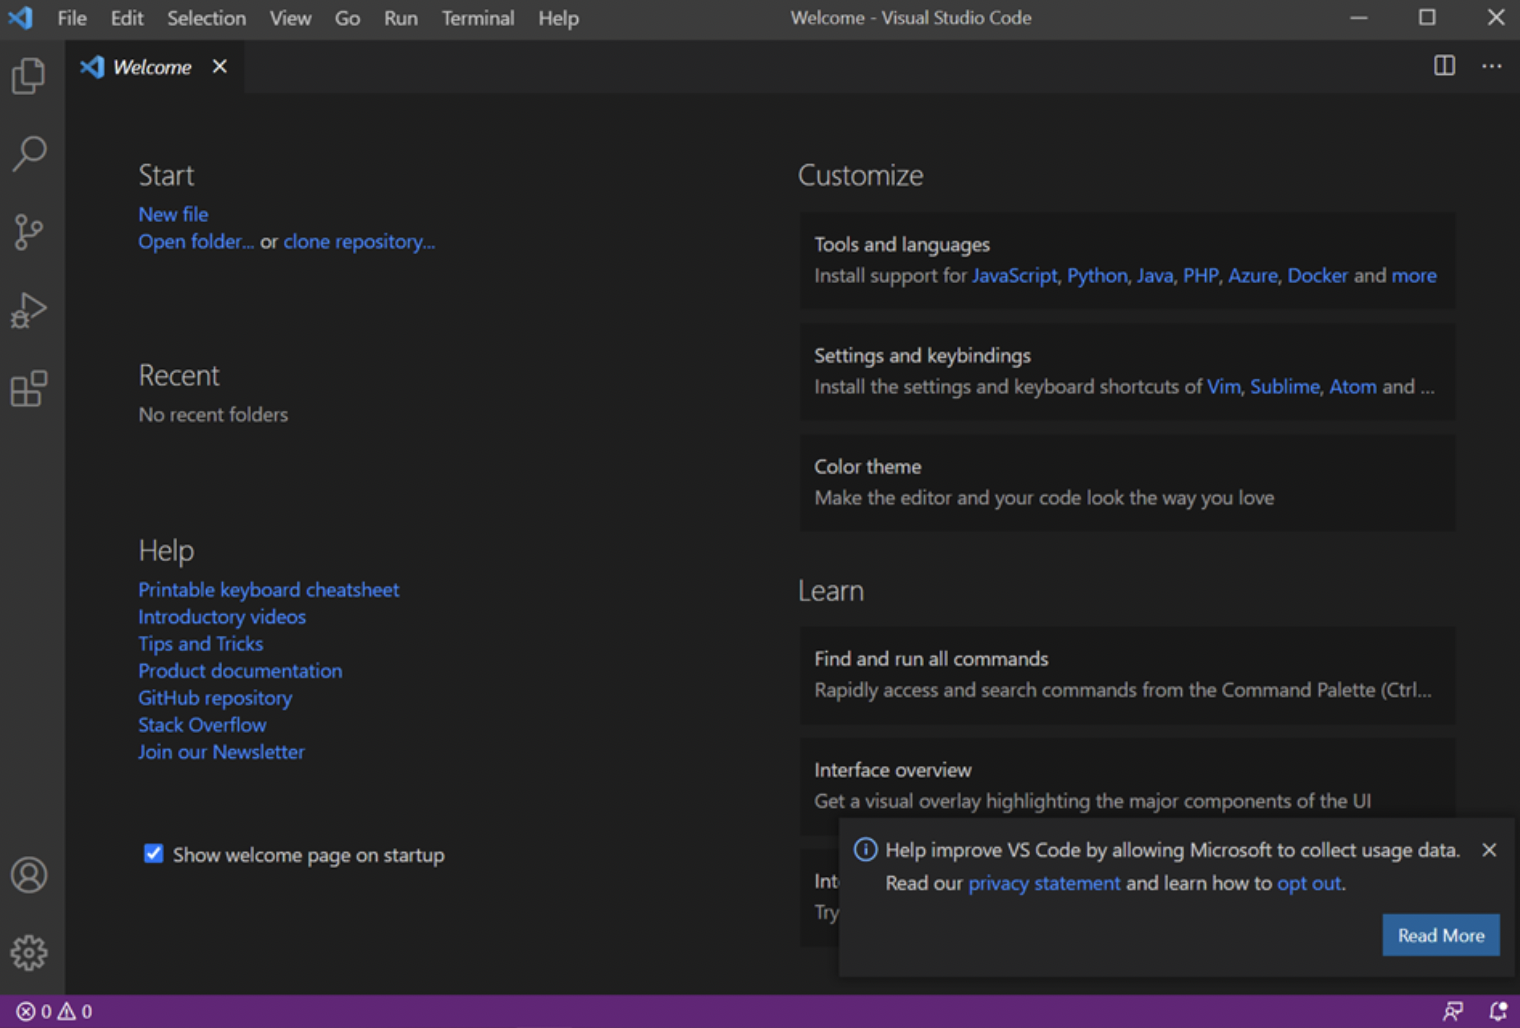 File Edit Selection View Go Run Terminal Help Welcome - Visual Studio Code
Welcome
Start
New file
Open folder... or clone repository...
Recent
No recent folders
Help
Printable keyboard cheatsheet
Introductory videos
Tips and Tricks
Product documentation
GitHub repository
Stack Overflow
Join our Newsletter
Show welcome page on startup
Customize
Tools and languages
Install support for JavaScript, Python, Java, PHP, Azure, Docker and more
Settings and keybindings
Install the settings and keyboard shortcuts of Vim, Sublime, Atom and ...
Color theme
Make the editor and your code look the way you love
Learn
Find and run all commands
Rapidly access and search commands from the Command Palette (Ctrl...
Interface overview
Get a visual overlay highlighting the major components of the UI
Int
Try
Help improve VS Code by allowing Microsoft to collect usage data.
Read our privacy statement and learn how to opt out.
Read More
0 0